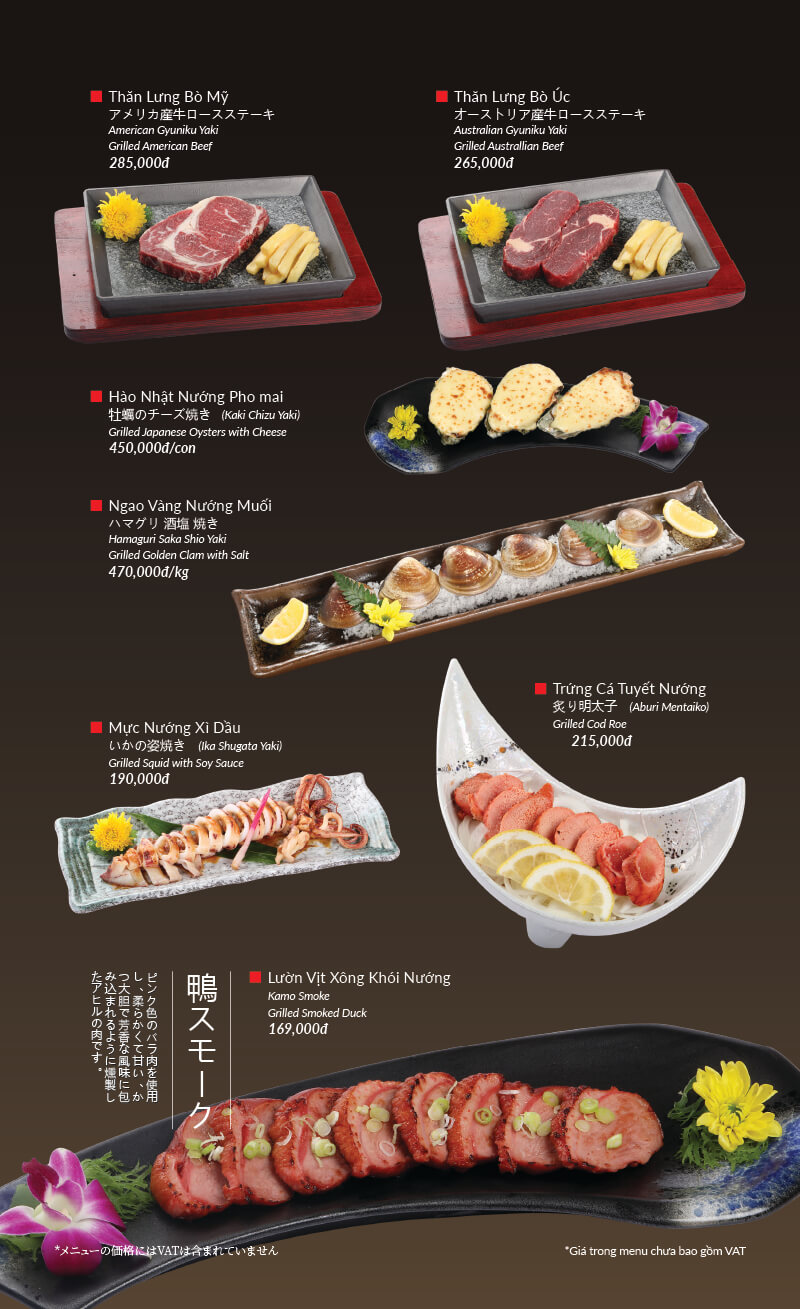 Thăn Lưng Bò Mỹ
アメリカ産牛ロースステーキ
American Gyuniku Yaki
Grilled American Beef
285,000đ
Thăn Lưng Bò Úc
オーストリア産牛ロースステーキ
Australian Gyuniku Yaki
Grilled Australlian Beef
265,000đ
Hào Nhật Nướng Pho mai
牡蠣のチーズ焼き (Kaki Chizu Yaki)
Grilled Japanese Oysters with Cheese
450,000đ/con
Ngao Vàng Nướng Muối
ハマグリ 酒塩 焼き
Hamaguri Saka Shio Yaki
Grilled Golden Clam with Salt
470,000đ/kg
Trứng Cá Tuyết Nướng
炙り明太子 (Aburi Mentaiko)
Grilled Cod Roe
215,000đ
Mực Nướng Xì Dầu
いかの姿焼き (Ika Shugata Yaki)
Grilled Squid with Soy Sauce
190,000đ
Lườn Vịt Xông Khói Nướng
Kamo Smoke
Grilled Smoked Duck
169,000đ
鴨スモーク
ピンク色のバラ肉を使用
し、柔らかくて甘い、か
つ大胆で芳香な風味に包
み込まれるように燻製し
たアヒルの肉です。
*メニューの価格にはVATは含まれていません
*Giá trong menu chưa bao gồm VAT